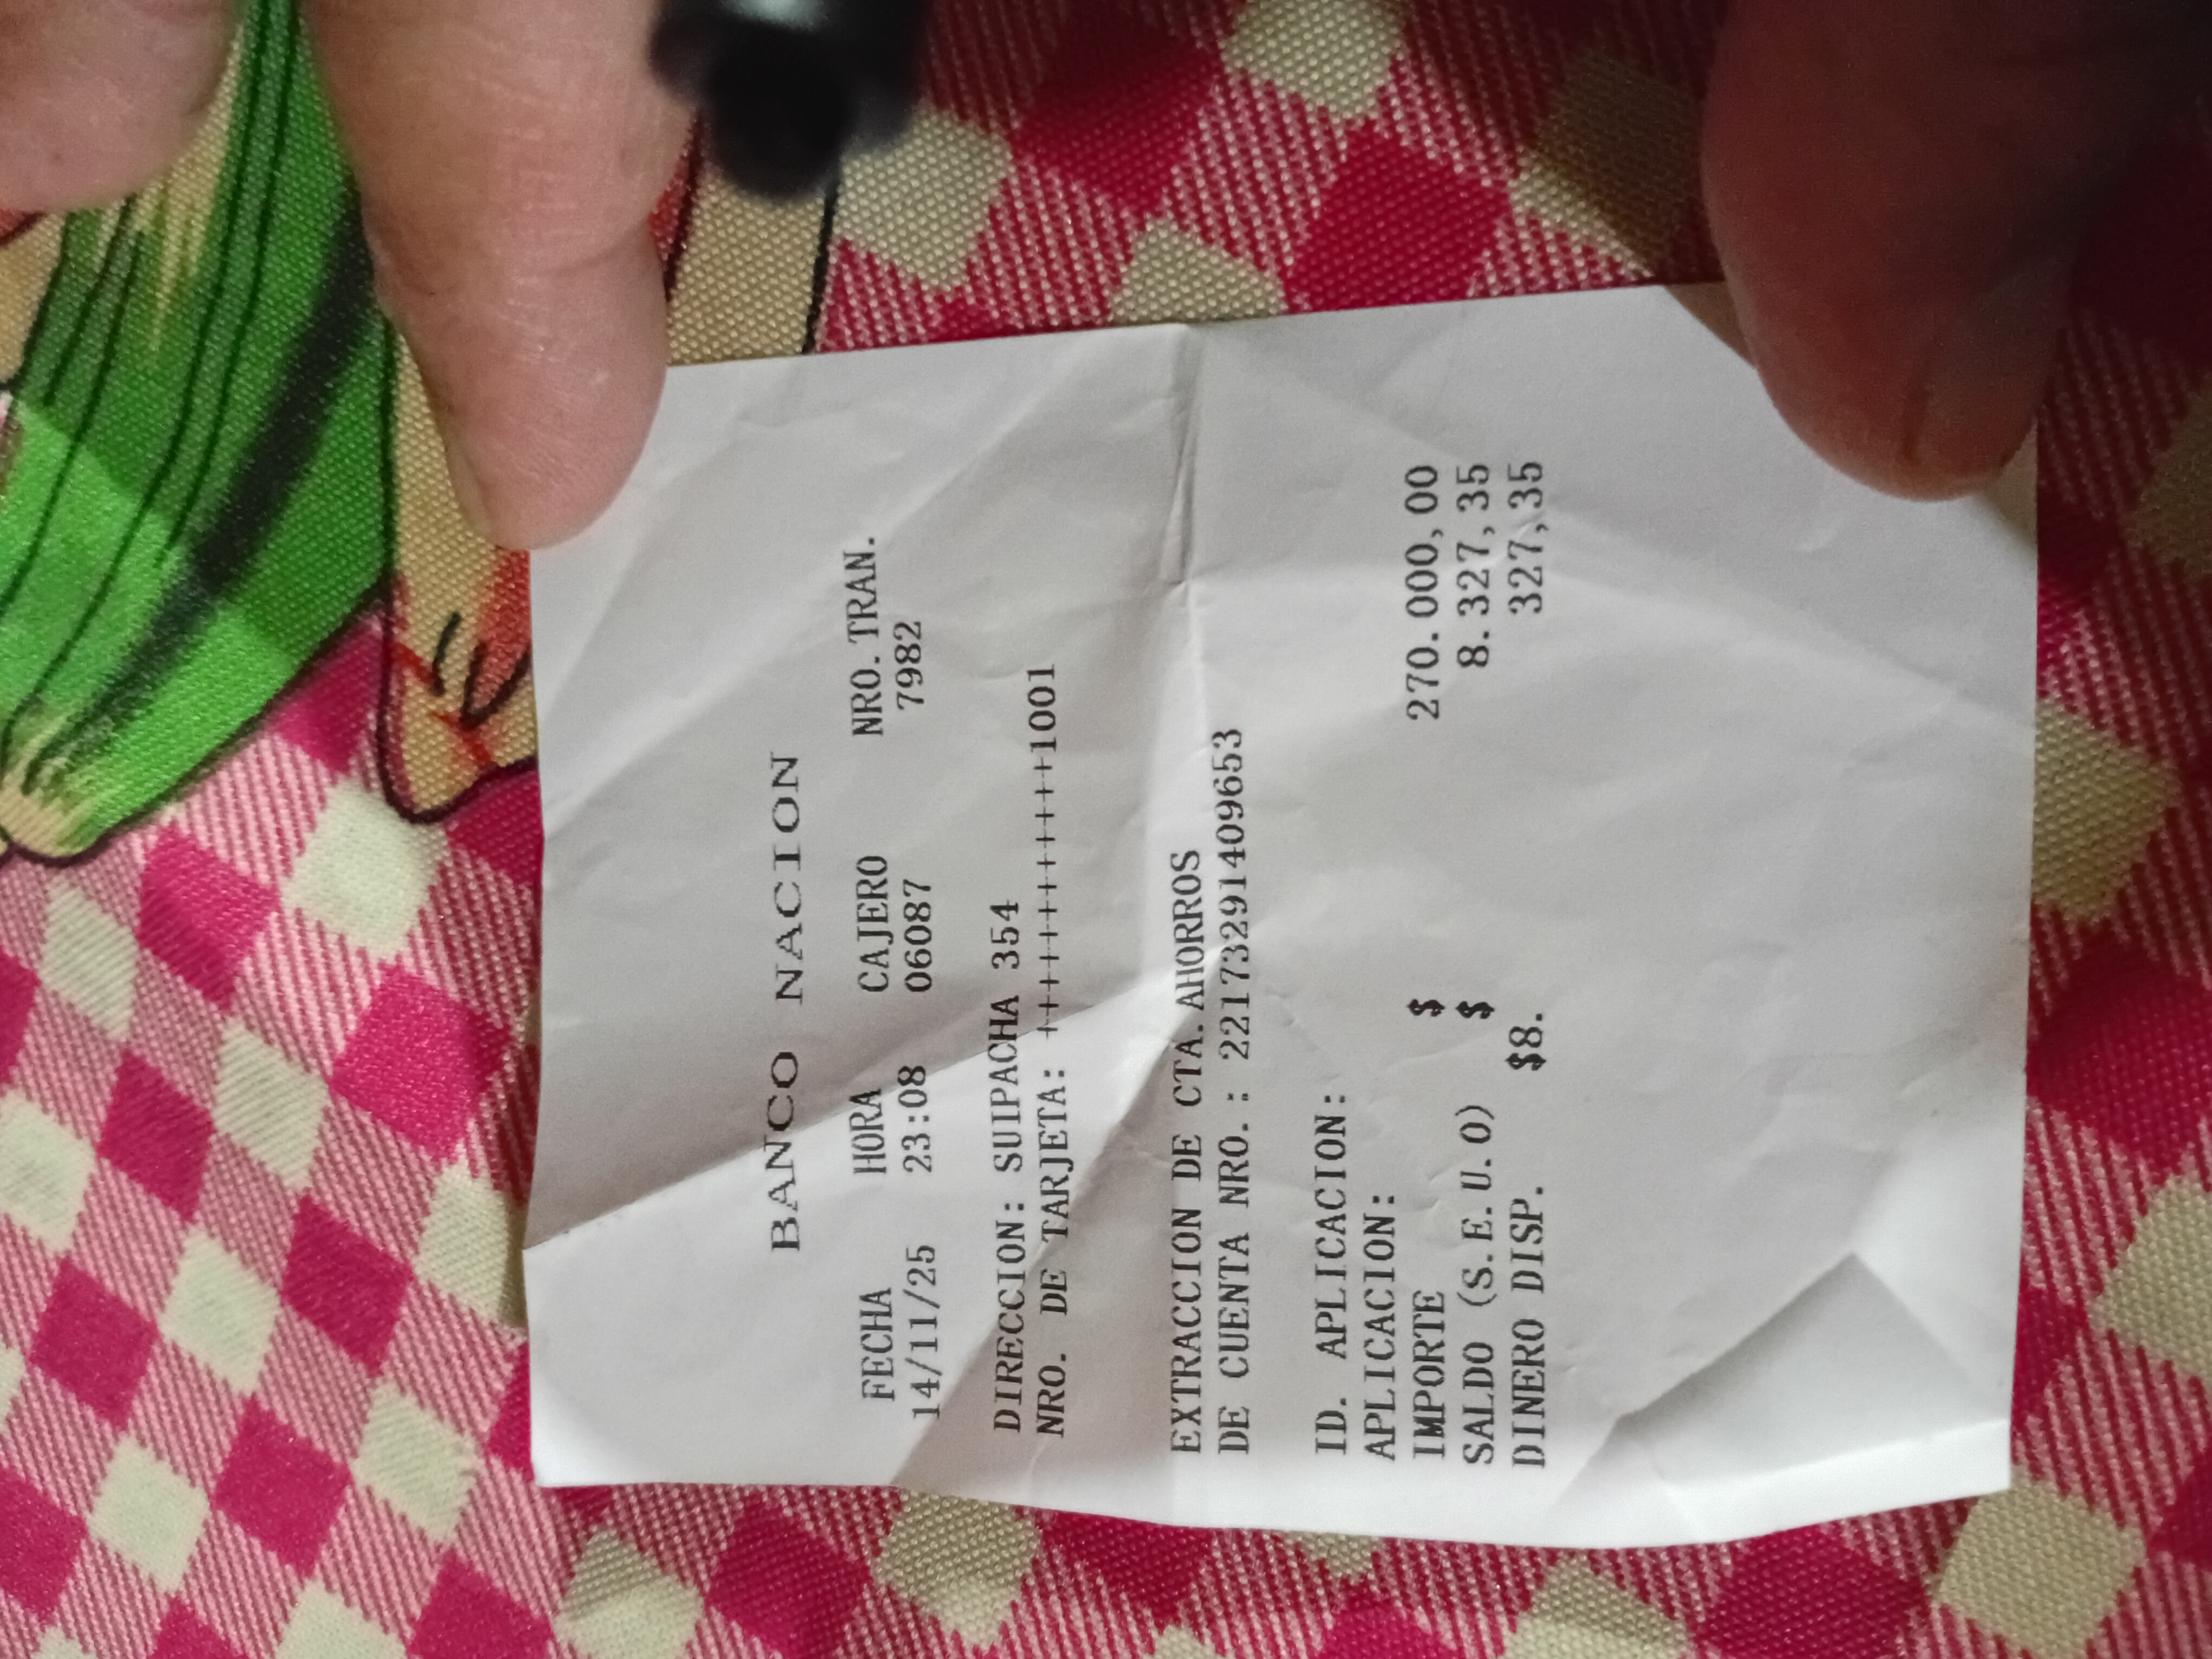 BANCO NACION
FECHA HORA CAJERO NRO.TRAN.
14/11/25 23:08 06087 7982
DIRECCION: SUIPACHA 354
NRO. DE TARJETA: ++++++++++++1001
EXTRACCION DE CTA.AHORROS
DE CUENTA NRO.: 22173291409653
ID. APLICACION:
APLICACION:
IMPORTE $ 270.000,00
SALDO (S.E.U.O) $ 8.327,35
DINERO DISP. $8. 327,35